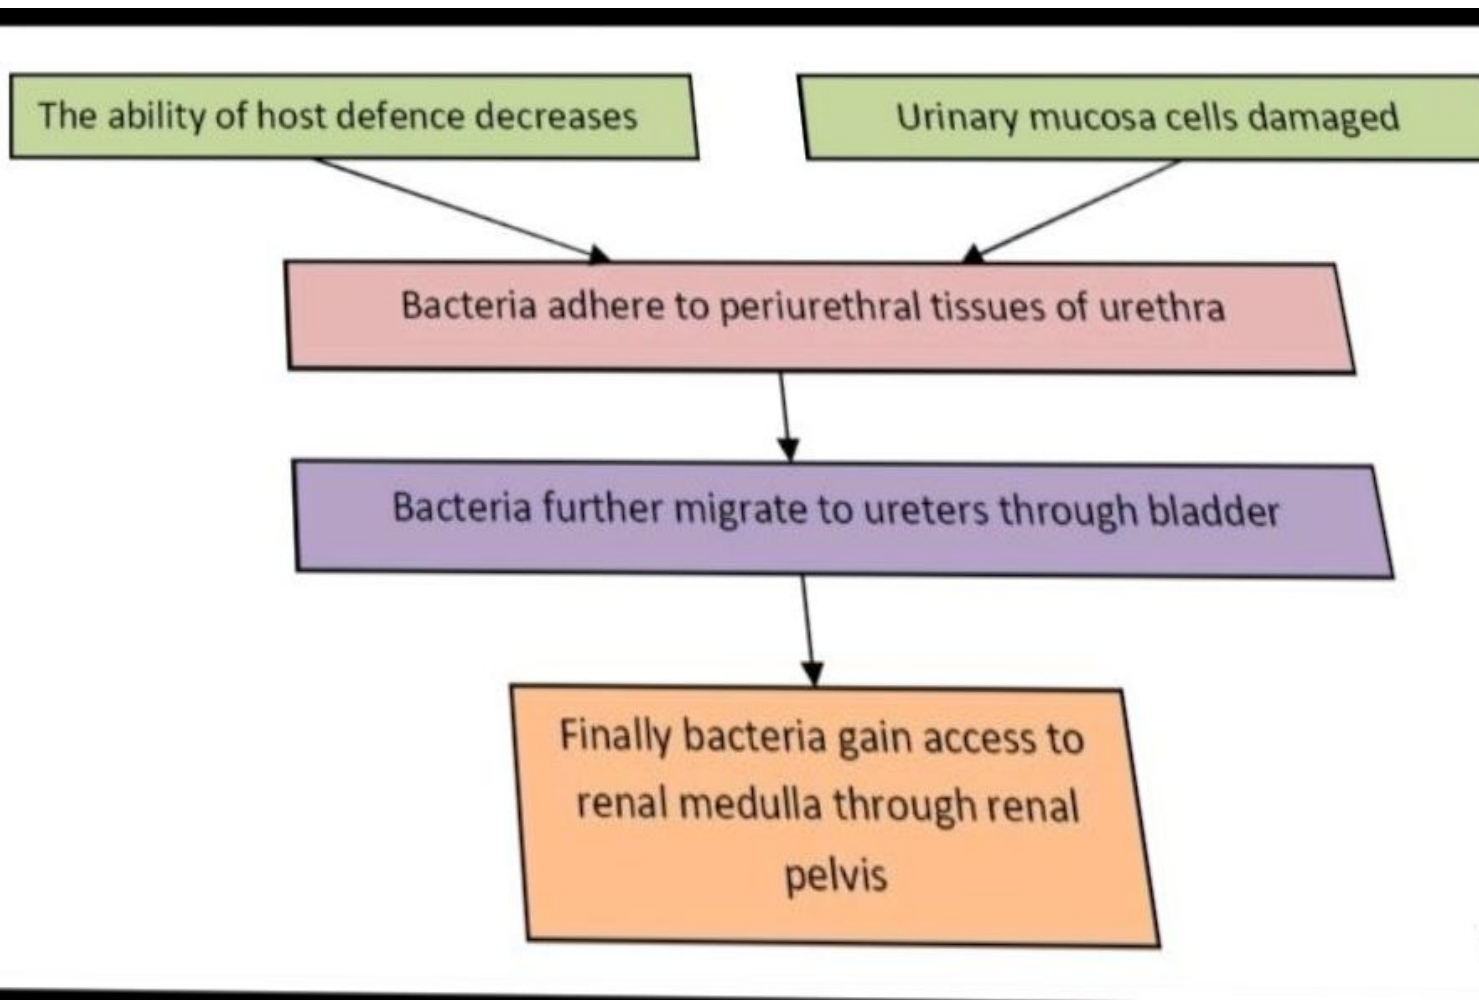 The ability of host defence decreases
Urinary mucosa cells damaged
Bacteria adhere to periurethral tissues of urethra
Bacteria further migrate to ureters through bladder
Finally bacteria gain access to
renal medulla through renal
pelvis